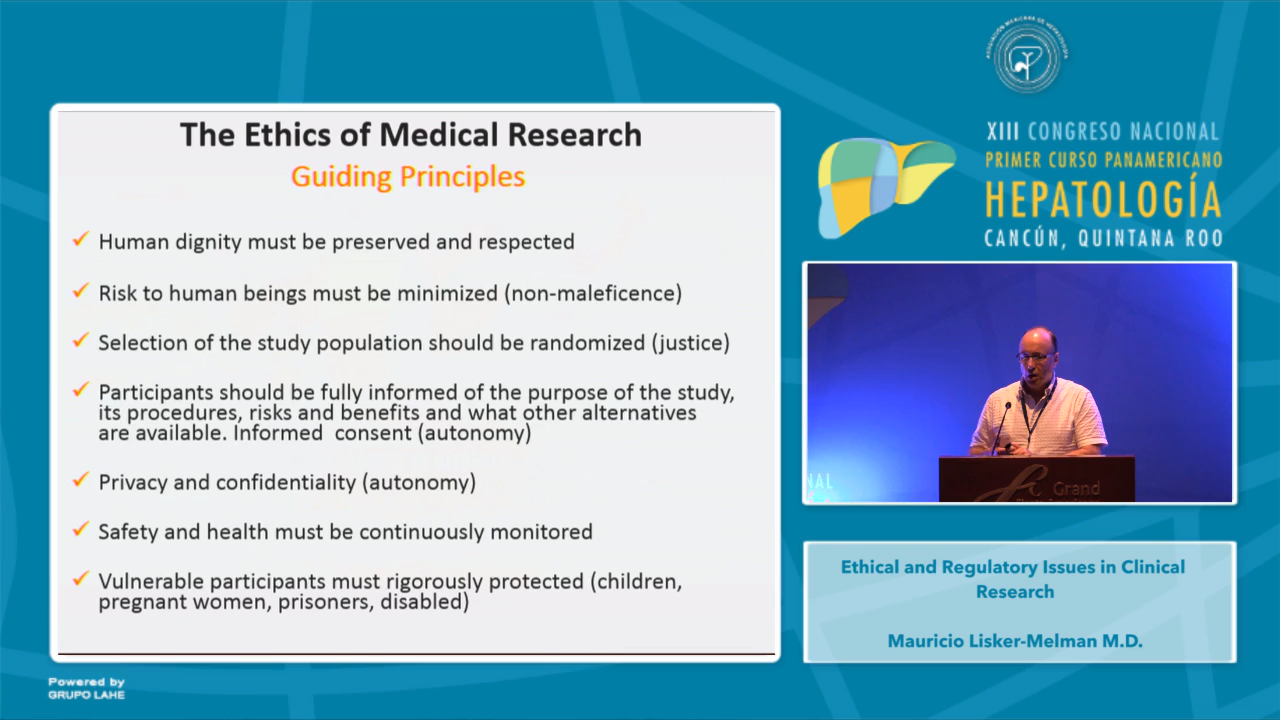 The Ethics of Medical Research
Guiding Principles
Human dignity must be preserved and respected
Risk to human beings must be minimized (non-maleficence)
Selection of the study population should be randomized (justice)
Participants should be fully informed of the purpose of the study,
its procedures, risks and benefits and what other alternatives
are available. Informed consent (autonomy)
Privacy and confidentiality (autonomy)
Safety and health must be continuously monitored
Vulnerable participants must rigorously protected (children,
pregnant women, prisoners, disabled)
Powered by
GRUPO LAHE
ASOCIACIÓN MEXICANA DE HEPATOLOGÍA
XIII CONGRESO NACIONAL
PRIMER CURSO PANAMERICANO
HEPATOLOGÍA
CANCÚN, QUINTANA ROO
Grand
Ethical and Regulatory Issues in Clinical
Research
Mauricio Lisker-Melman M.D.